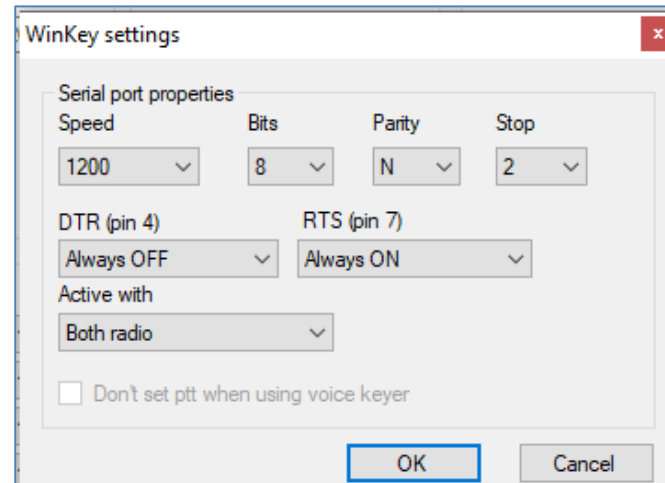 WinKey settings x
Serial port properties
Speed Bits Parity Stop
1200 8 N 2
DTR (pin 4) RTS (pin 7)
Always OFF Always ON
Active with
Both radio
Don't set ptt when using voice keyer
OK Cancel